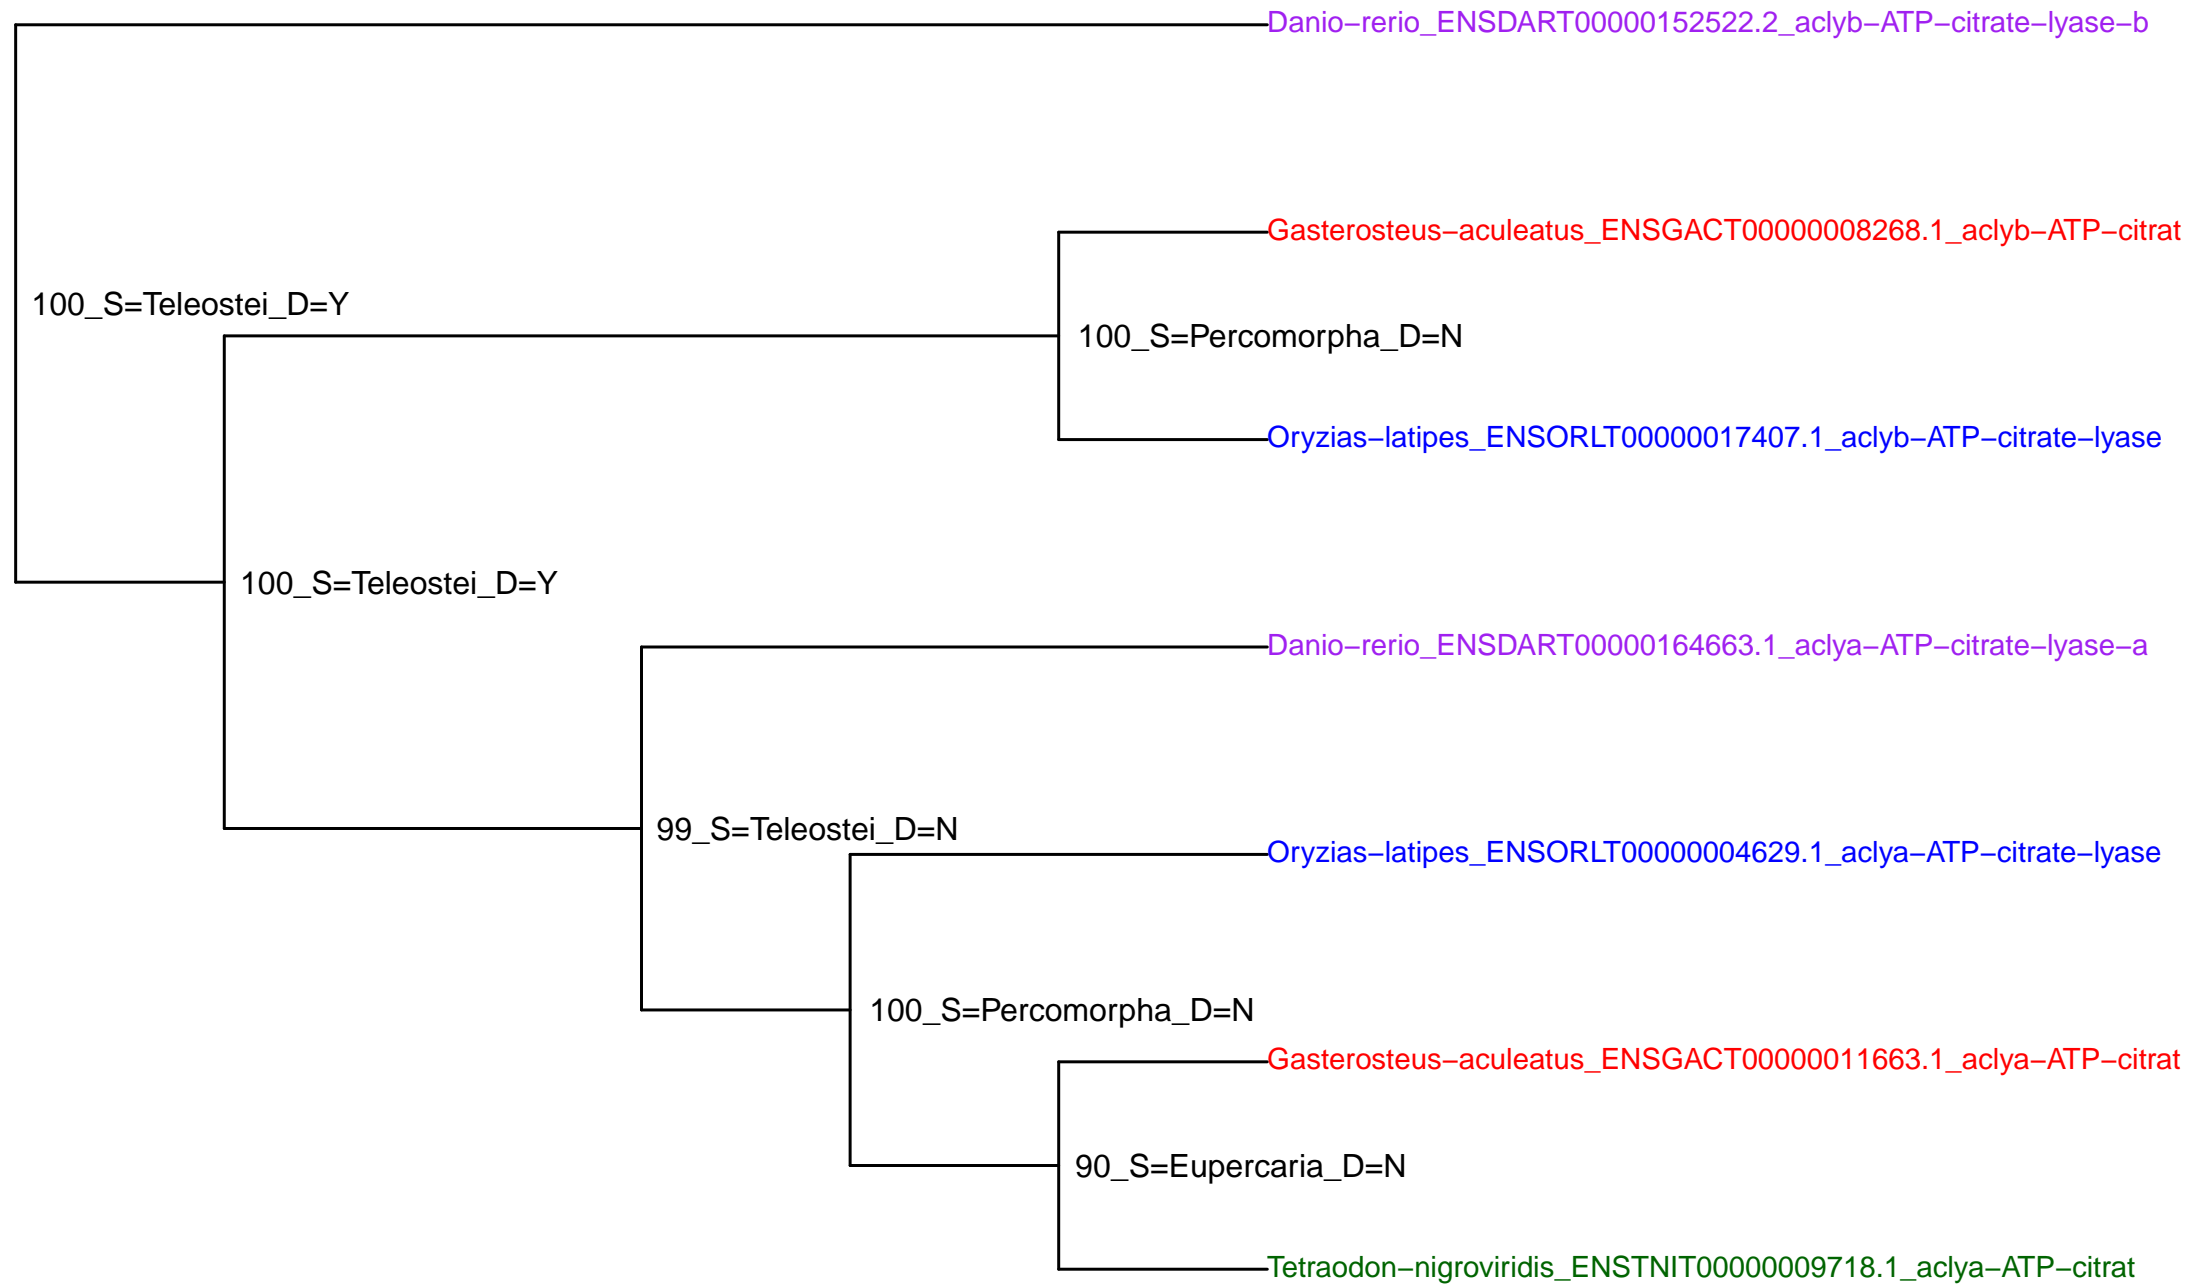 Danio−rerio_ENSDART00000152522.2_aclyb−ATP−citrate−lyase−b
Gasterosteus−aculeatus_ENSGACT00000008268.1_aclyb−ATP−citrat
100_S=Teleostei_D=Y
100_S=Percomorpha_D=N
Oryzias−latipes_ENSORLT00000017407.1_aclyb−ATP−citrate−lyase
100_S=Teleostei_D=Y
Danio−rerio_ENSDART00000164663.1_aclya−ATP−citrate−lyase−a
99_S=Teleostei_D=N
Oryzias−latipes_ENSORLT00000004629.1_aclya−ATP−citrate−lyase
100_S=Percomorpha_D=N
Gasterosteus−aculeatus_ENSGACT00000011663.1_aclya−ATP−citrat
90_S=Eupercaria_D=N
Tetraodon−nigroviridis_ENSTNIT00000009718.1_aclya−ATP−citrat